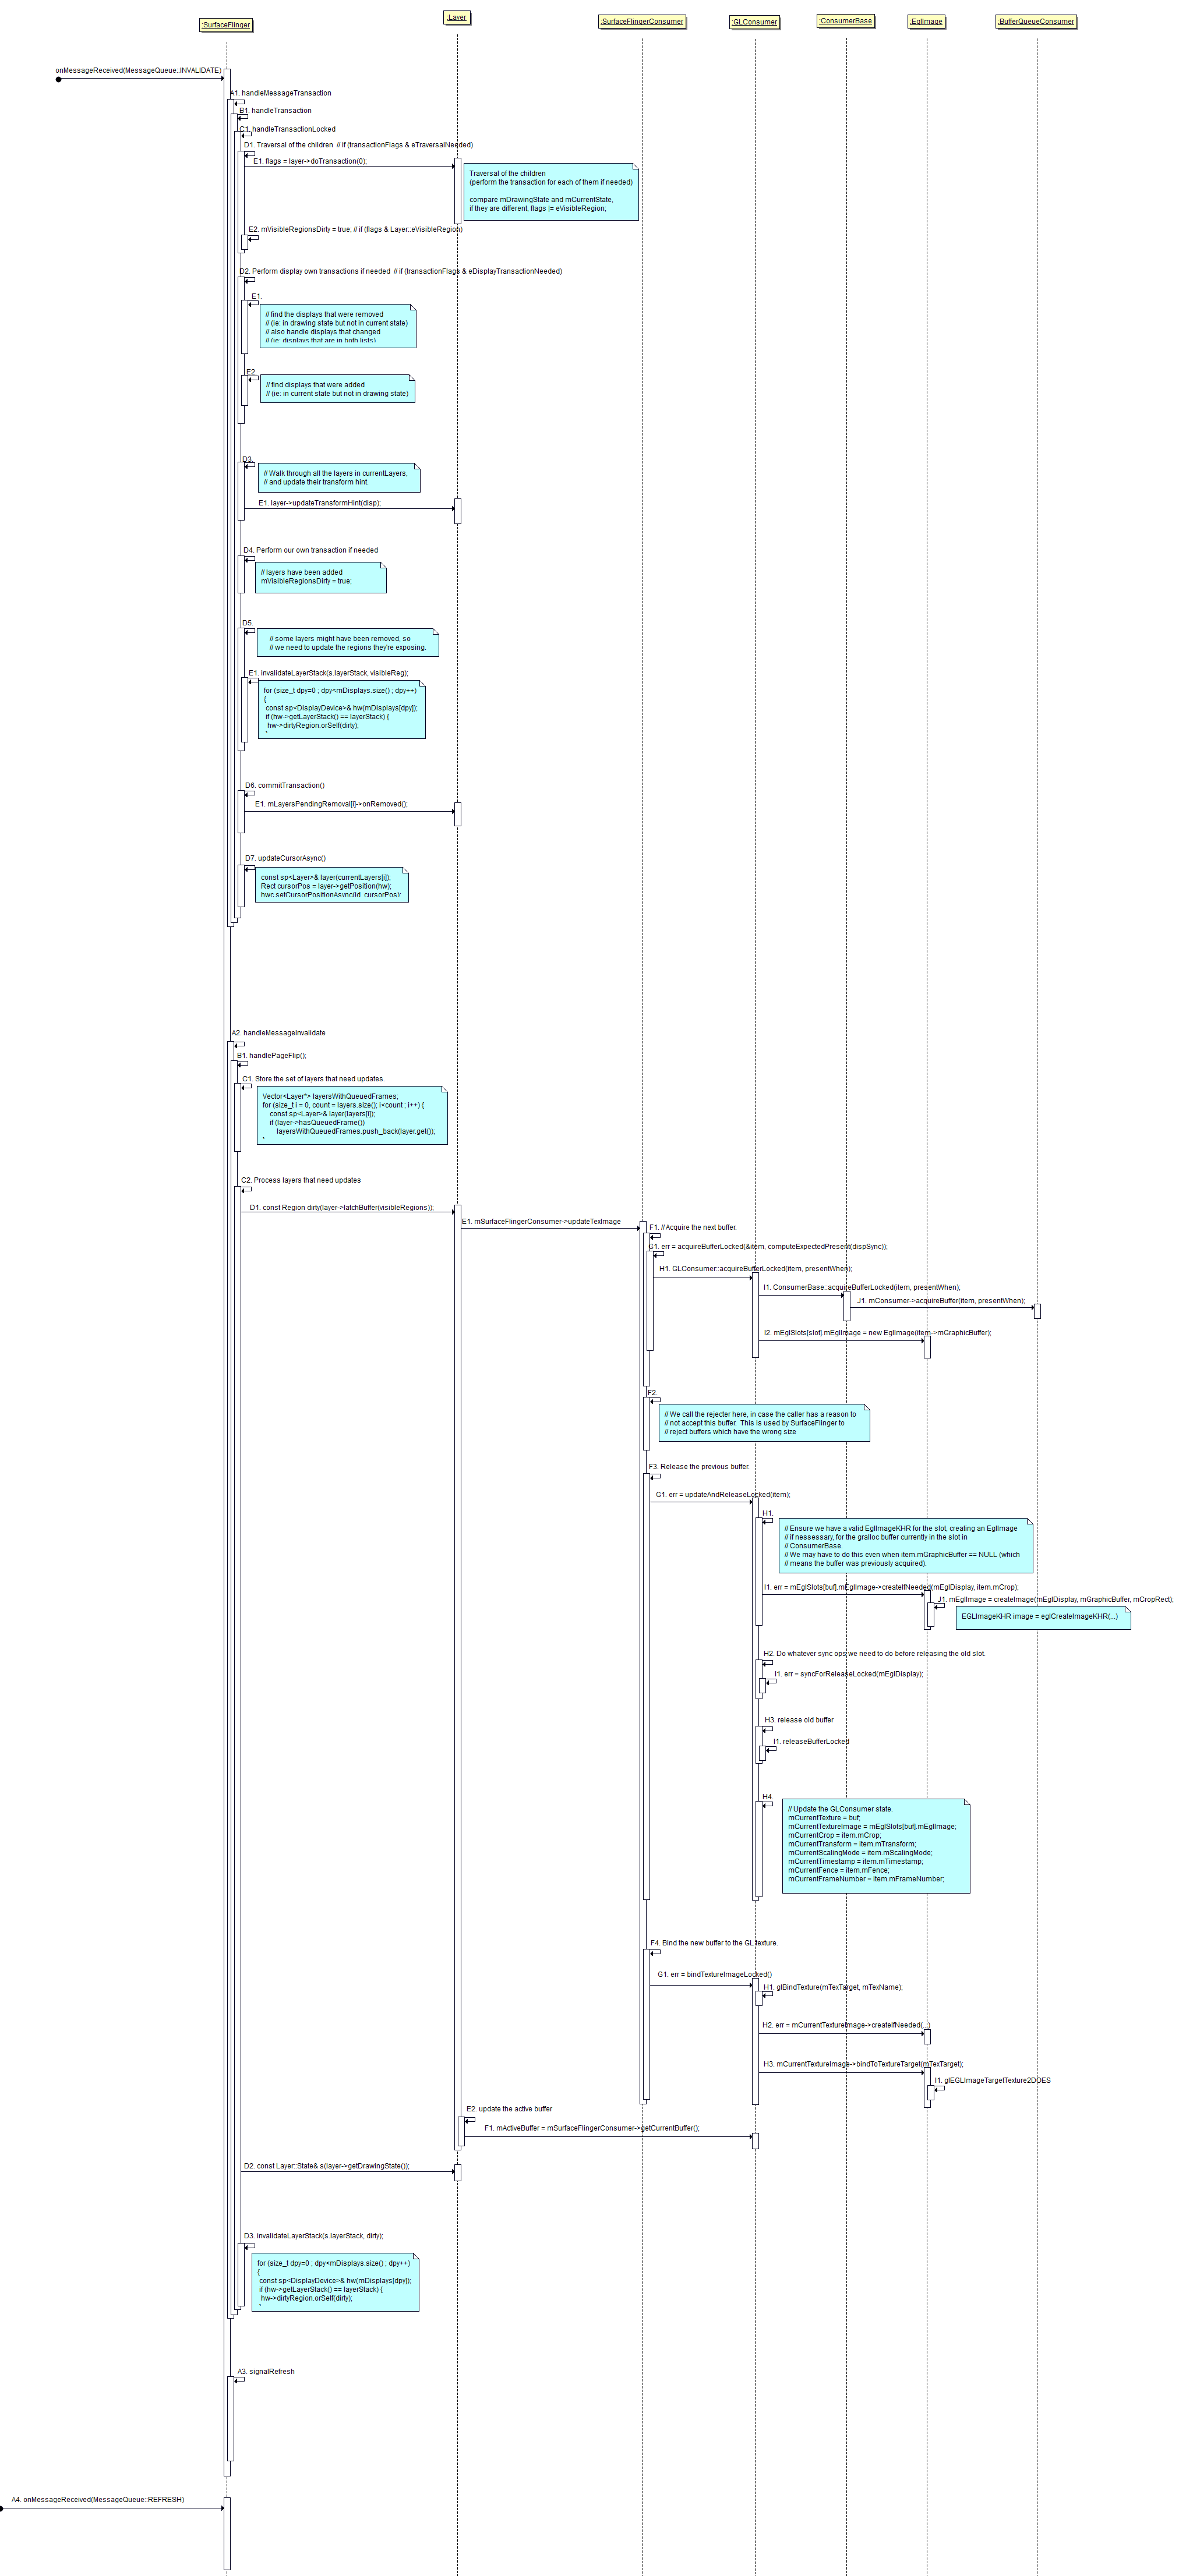 :SurfaceFlinger
:Layer
:SurfaceFlingerConsumer
:GLConsumer
:ConsumerBase
:EglImage
:BufferQueueConsumer
onMessageReceived(MessageQueue::INVALIDATE)
A1. handleMessageTransaction
B1. handleTransaction
C1. handleTransactionLocked
D1. Traversal of the children // if (transactionFlags & eTraversalNeeded)
E1. flags = layer->doTransaction(0);
Traversal of the children
(perform the transaction for each of them if needed)
compare mDrawingState and mCurrentState,
if they are different, flags |= eVisibleRegion;
E2. mVisibleRegionsDirty = true; // if (flags & Layer::eVisibleRegion)
D2. Perform display own transactions if needed // if (transactionFlags & eDisplayTransactionNeeded)
E1.
// find the displays that were removed
// (ie: in drawing state but not in current state)
// also handle displays that changed
// (ie: displays that are in both lists)
E2.
// find displays that were added
// (ie: in current state but not in drawing state)
D3.
// Walk through all the layers in currentLayers,
// and update their transform hint.
E1. layer->updateTransformHint(disp);
D4. Perform our own transaction if needed
// layers have been added
mVisibleRegionsDirty = true;
D5.
// some layers might have been removed, so
// we need to update the regions they're exposing.
E1. invalidateLayerStack(s.layerStack, visibleReg);
for (size_t dpy=0 ; dpy<mDisplays.size() ; dpy++)
{
const sp<DisplayDevice>& hw(mDisplays[dpy]);
if (hw->getLayerStack() == layerStack) {
hw->dirtyRegion.orSelf(dirty);
D6. commitTransaction()
E1. mLayersPendingRemoval[i]->onRemoved();
D7. updateCursorAsync()
const sp<Layer>& layer(currentLayers[i]);
Rect cursorPos = layer->getPosition(hw);
hwc.setCursorPositionAsync(id, cursorPos);
A2. handleMessageInvalidate
B1. handlePageFlip();
C1. Store the set of layers that need updates.
Vector<Layer*> layersWithQueuedFrames;
for (size_t i = 0, count = layers.size(); i<count ; i++) {
const sp<Layer>& layer(layers[i]);
if (layer->hasQueuedFrame())
layersWithQueuedFrames.push_back(layer.get());
C2. Process layers that need updates
D1. const Region dirty(layer->latchBuffer(visibleRegions));
E1. mSurfaceFlingerConsumer->updateTexImage
F1. // Acquire the next buffer.
G1. err = acquireBufferLocked(&item, computeExpectedPresent(dispSync));
H1. GLConsumer::acquireBufferLocked(item, presentWhen);
I1. ConsumerBase::acquireBufferLocked(item, presentWhen);
J1. mConsumer->acquireBuffer(item, presentWhen);
I2. mEglSlots[slot].mEglImage = new EglImage(item->mGraphicBuffer);
F2.
// We call the rejecter here, in case the caller has a reason to
// not accept this buffer. This is used by SurfaceFlinger to
// reject buffers which have the wrong size
F3. Release the previous buffer.
G1. err = updateAndReleaseLocked(item);
H1.
// Ensure we have a valid EglImageKHR for the slot, creating an EglImage
// if nessessary, for the gralloc buffer currently in the slot in
// ConsumerBase.
// We may have to do this even when item.mGraphicBuffer == NULL (which
// means the buffer was previously acquired).
I1. err = mEglSlots[buf].mEglImage->createIfNeeded(mEglDisplay, item.mCrop);
J1. mEglImage = createImage(mEglDisplay, mGraphicBuffer, mCropRect);
EGLImageKHR image = eglCreateImageKHR(...)
H2. Do whatever sync ops we need to do before releasing the old slot.
I1. err = syncForReleaseLocked(mEglDisplay);
H3. release old buffer
I1. releaseBufferLocked
H4.
// Update the GLConsumer state.
mCurrentTexture = buf;
mCurrentTextureImage = mEglSlots[buf].mEglImage;
mCurrentCrop = item.mCrop;
mCurrentTransform = item.mTransform;
mCurrentScalingMode = item.mScalingMode;
mCurrentTimestamp = item.mTimestamp;
mCurrentFence = item.mFence;
mCurrentFrameNumber = item.mFrameNumber;
F4. Bind the new buffer to the GL texture.
G1. err = bindTextureImageLocked()
H1. glBindTexture(mTexTarget, mTexName);
H2. err = mCurrentTextureImage->createIfNeeded(...)
H3. mCurrentTextureImage->bindToTextureTarget(mTexTarget);
I1. glEGLImageTargetTexture2DOES
E2. update the active buffer
F1. mActiveBuffer = mSurfaceFlingerConsumer->getCurrentBuffer();
D2. const Layer::State& s(layer->getDrawingState());
D3. invalidateLayerStack(s.layerStack, dirty);
for (size_t dpy=0 ; dpy<mDisplays.size() ; dpy++)
{
const sp<DisplayDevice>& hw(mDisplays[dpy]);
if (hw->getLayerStack() == layerStack) {
hw->dirtyRegion.orSelf(dirty);
A3. signalRefresh
A4. onMessageReceived(MessageQueue::REFRESH)